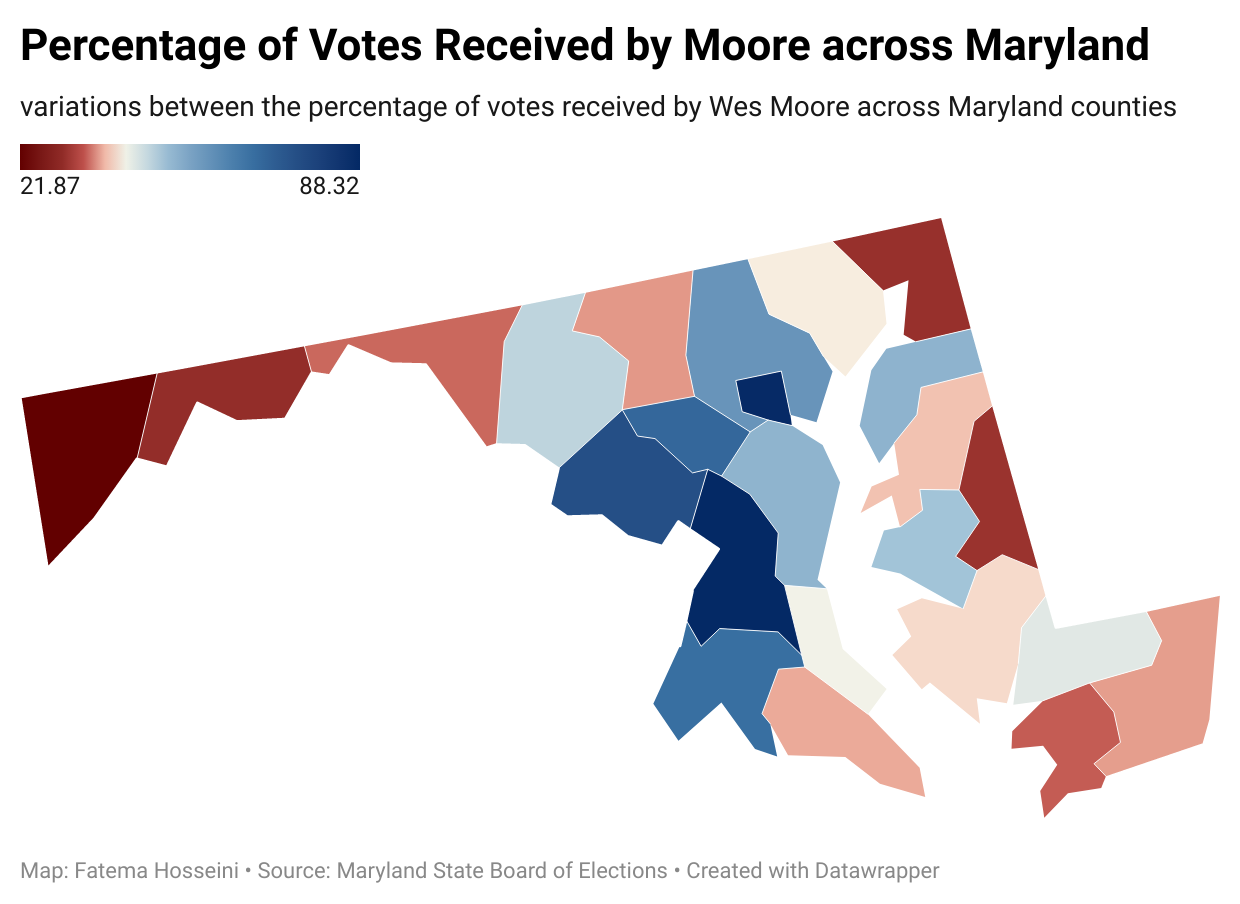 Percentage of Votes Received by Moore across Maryland
variations between the percentage of votes received by Wes Moore across Maryland counties
21.87 88.32
Map: Fatema Hosseini • Source: Maryland State Board of Elections • Created with Datawrapper